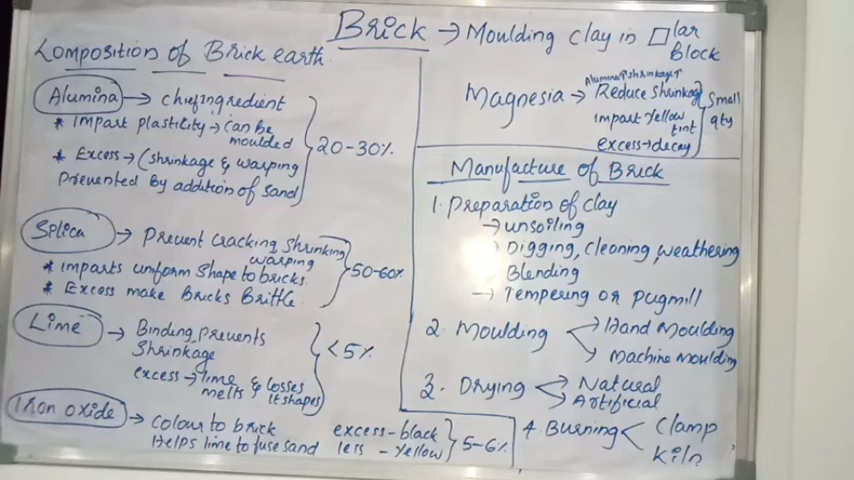 Brick → Moulding clay in □lar
Block
Composition of Brick earth
Alumina → chief ingredient
* Impart plasticity → can be
moulded
* Excess → (shrinkage & warping
Prevented By addition of sand
20-30%
Silica → Prevent cracking shrinking
warping
* imparts uniform shape to bricks.
* Excess make Bricks Brittle.
50-60%
Lime → Binding, prevents
Shrinkage
excess → lime & losses
melts it shapes
<5%
Iron oxide → colour to brick
Helps lime to fuse sand
excess - black
less - yellow
5-6%
Alumina↑ shrinkage↑
Magnesia → Reduce shrinkage
impart yellow
tint
excess → decay
Small
qty
Manufacture of Brick
1. Preparation of clay
→ unsoiling
→ Digging, cleaning, weathering
Blending
→ Tempering or pugmill
2. Moulding
→ Hand Moulding
→ Machine moulding
3. Drying
→ Natural
→ Artificial
4. Burning
Clamp
kiln